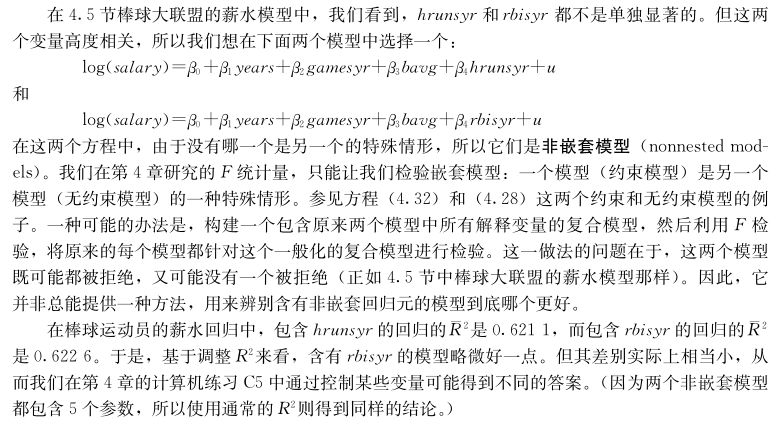 在 4.5 节棒球大联盟的薪水模型中，我们看到，hrunsyr 和 rbisyr 都不是单独显著的。但这两
个变量高度相关，所以我们想在下面两个模型中选择一个：
log(salary)=β₀+β₁years+β₂gamesyr+β₃bavg+β₄hrunsyr+u
和
log(salary)=β₀+β₁years+β₂gamesyr+β₃bavg+β₄rbisyr+u
在这两个方程中，由于没有哪一个是另一个的特殊情形，所以它们是非嵌套模型（nonnested mod-
els)。我们在第 4 章研究的 F 统计量，只能让我们检验嵌套模型：一个模型（约束模型）是另一个
模型（无约束模型）的一种特殊情形。参见方程（4.32）和（4.28）这两个约束和无约束模型的例
子。一种可能的办法是，构建一个包含原来两个模型中所有解释变量的复合模型，然后利用 F 检
验，将原来的每个模型都针对这个一般化的复合模型进行检验。这一做法的问题在于，这两个模型
既可能都被拒绝，又可能没有一个被拒绝（正如 4.5 节中棒球大联盟的薪水模型那样）。因此，它
并非总能提供一种方法，用来辨别含有非嵌套回归元的模型到底哪个更好。
在棒球运动员的薪水回归中，包含 hrunsyr 的回归的R̄²是 0.621 1，而包含 rbisyr 的回归的 R̄²
是 0.622 6。于是，基于调整 R²来看，含有 rbisyr 的模型略微好一点。但其差别实际上相当小，从
而我们在第 4 章的计算机练习 C5 中通过控制某些变量可能得到不同的答案。（因为两个非嵌套模型
都包含 5 个参数，所以使用通常的 R²则得到同样的结论。）